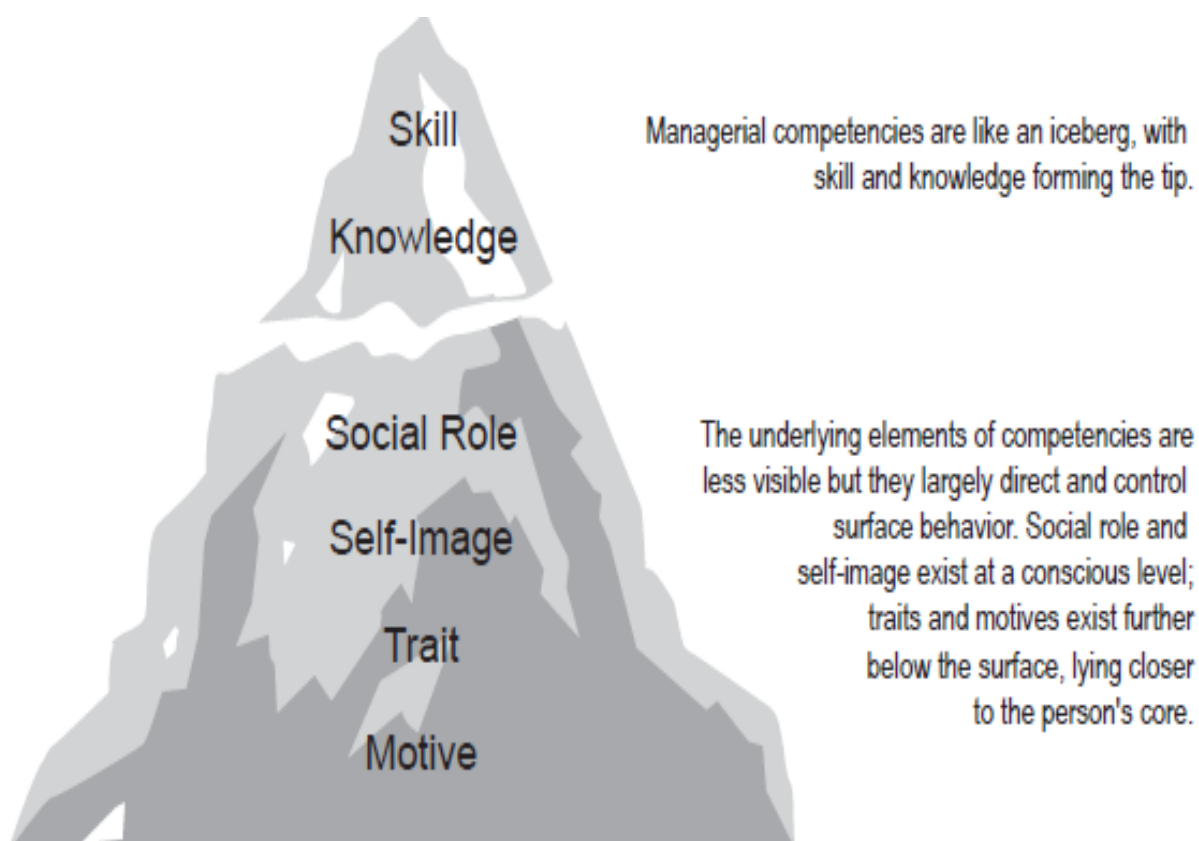 Skill
Knowledge
Managerial competencies are like an iceberg, with
skill and knowledge forming the tip.
Social Role
Self-Image
Trait
Motive
The underlying elements of competencies are
less visible but they largely direct and control
surface behavior. Social role and
self-image exist at a conscious level;
traits and motives exist further
below the surface, lying closer
to the person's core.